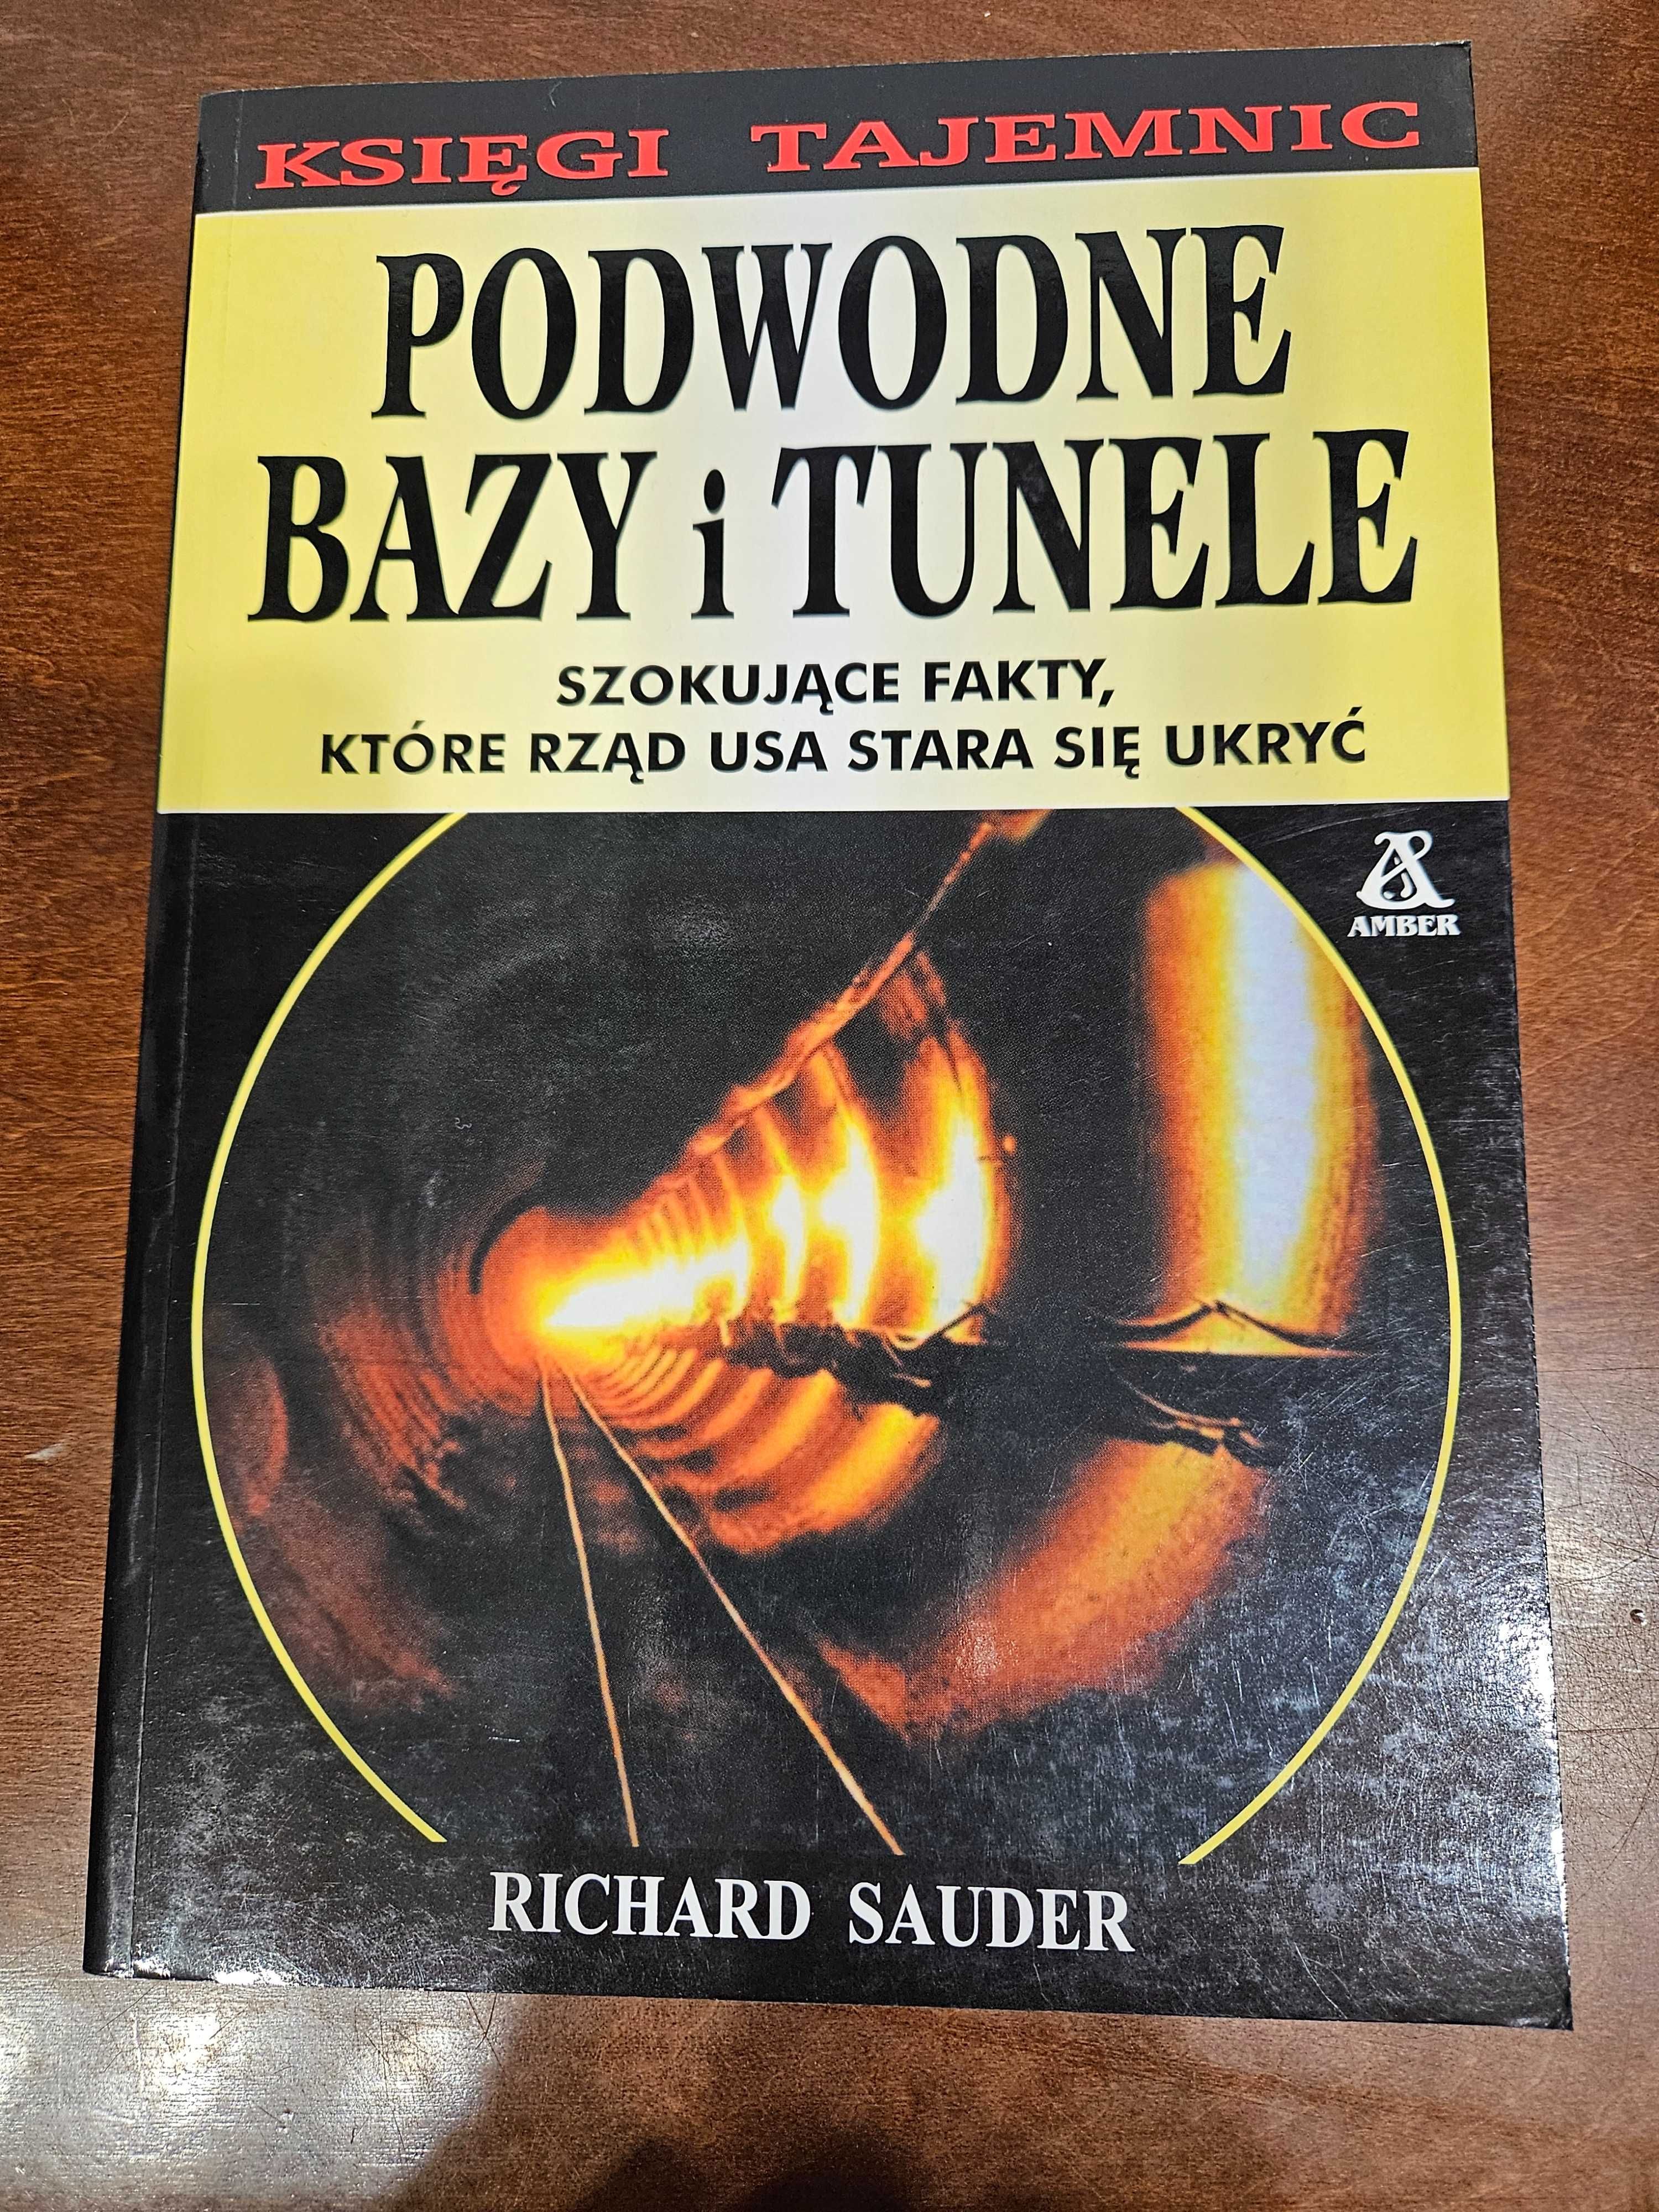 KSIĘGI TAJEMNIC
PODWODNE
BAZY i TUNELE
SZOKUJĄCE FAKTY,
KTÓRE RZĄD USA STARA SIĘ UKRYĆ
A
AMBER
RICHARD SAUDER